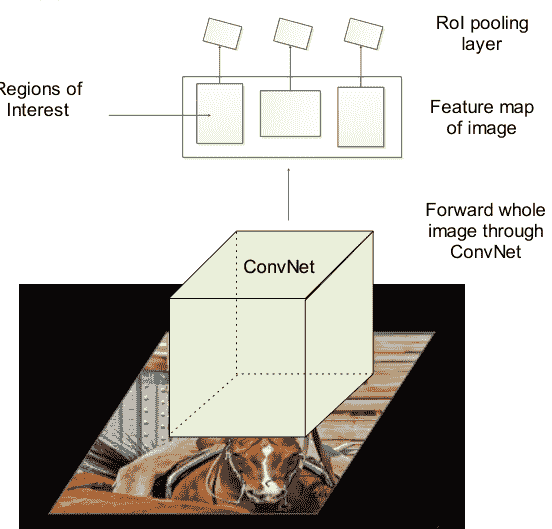 RoI pooling
layer
Regions of
Interest
Feature map
of image
Forward whole
image through
ConvNet
ConvNet